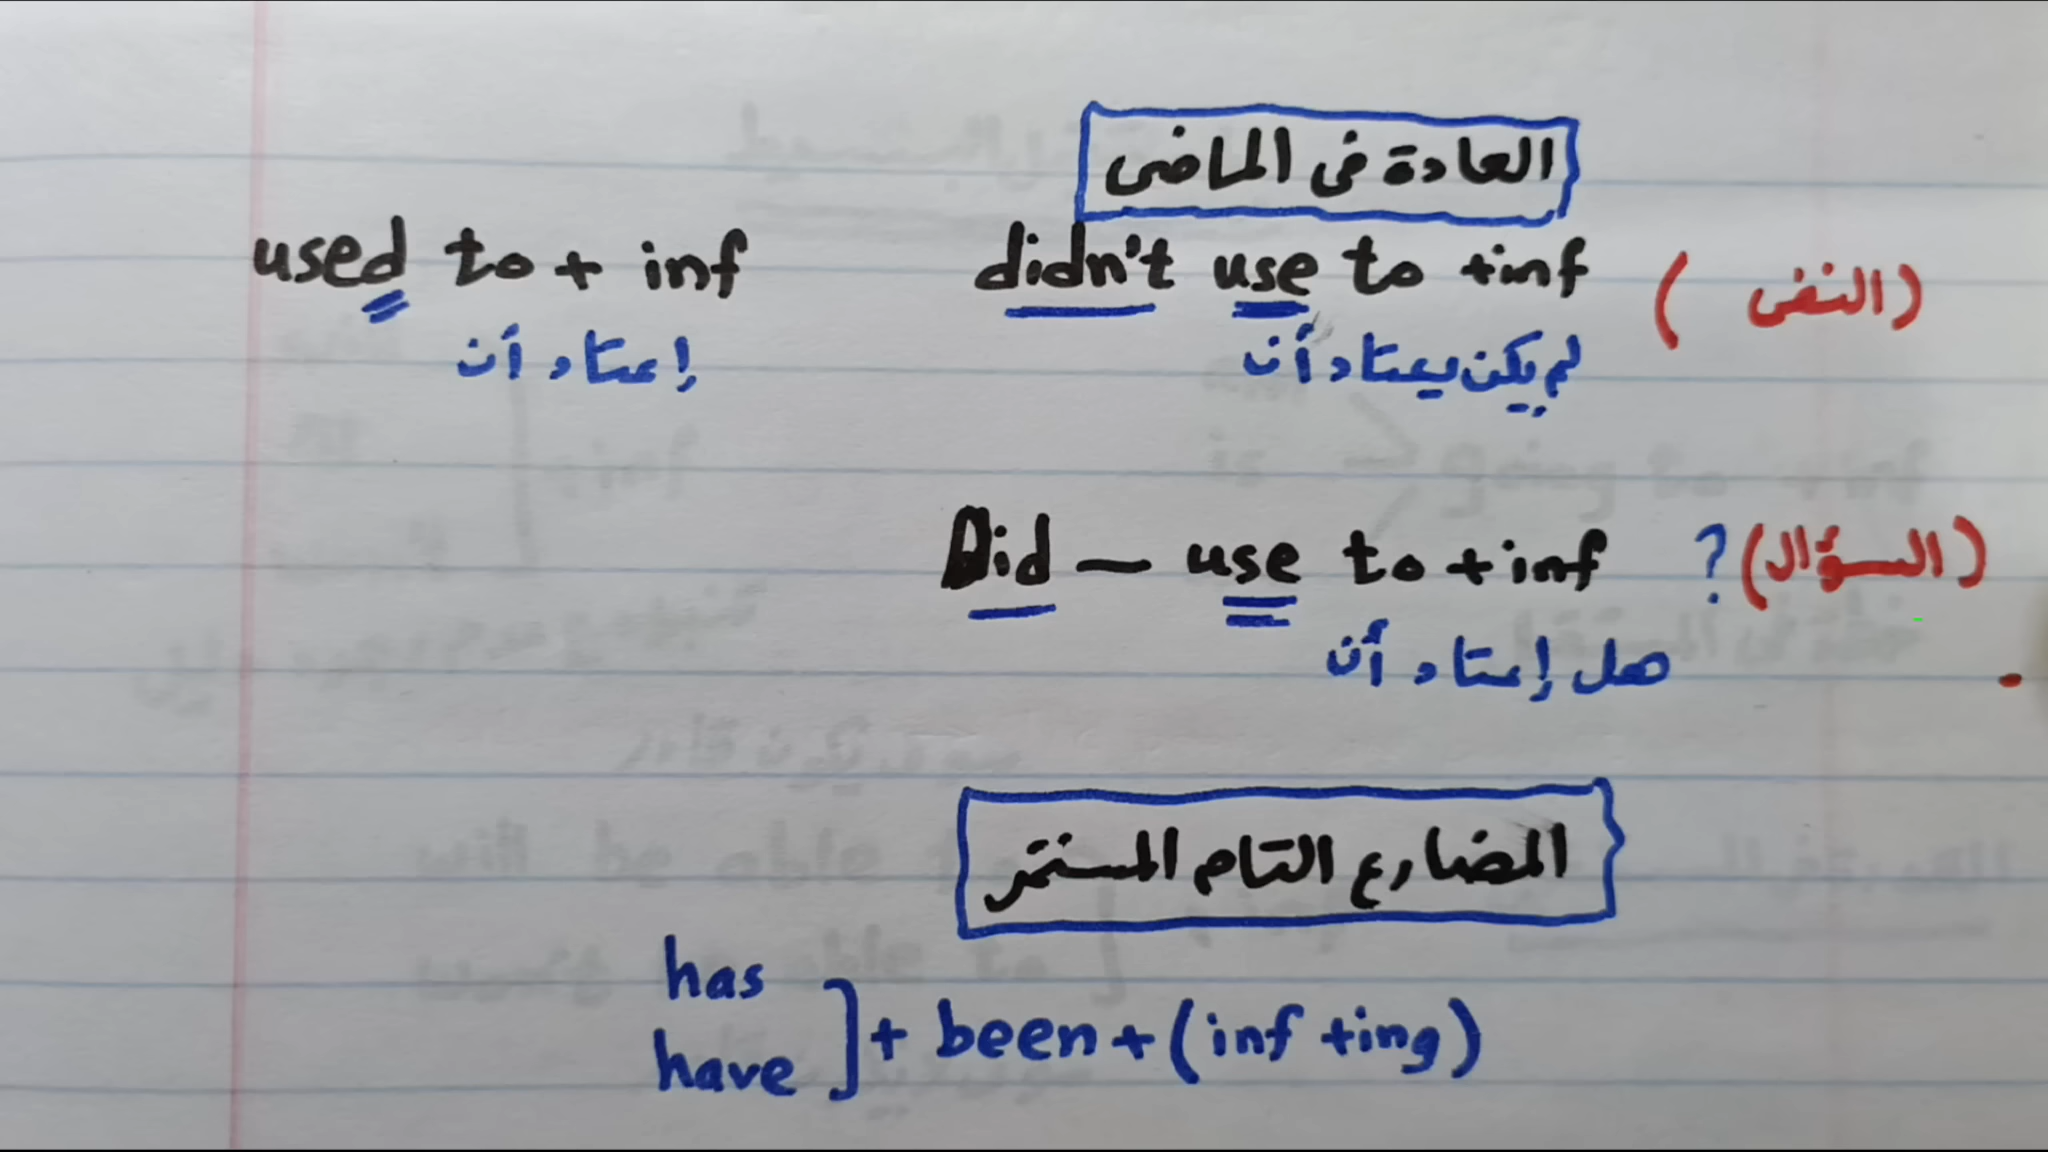 العادة فى الماضى
used to + inf
didn't use to +inf (النفى)
إعتاد أن
لم يكن يعتاد أن
Did — use to +inf ? (السؤال)
هل إعتاد أن
المضارع التام المستمر
has
have ] + been + (inf +ing)